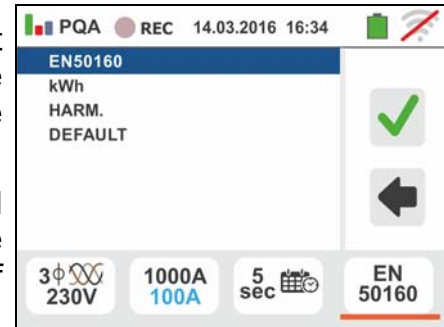 PQA REC 14.03.2016 16:34
EN50160
kWh
HARM.
DEFAULT
3ϕ 1000A 5 EN
230V 100A sec 50160